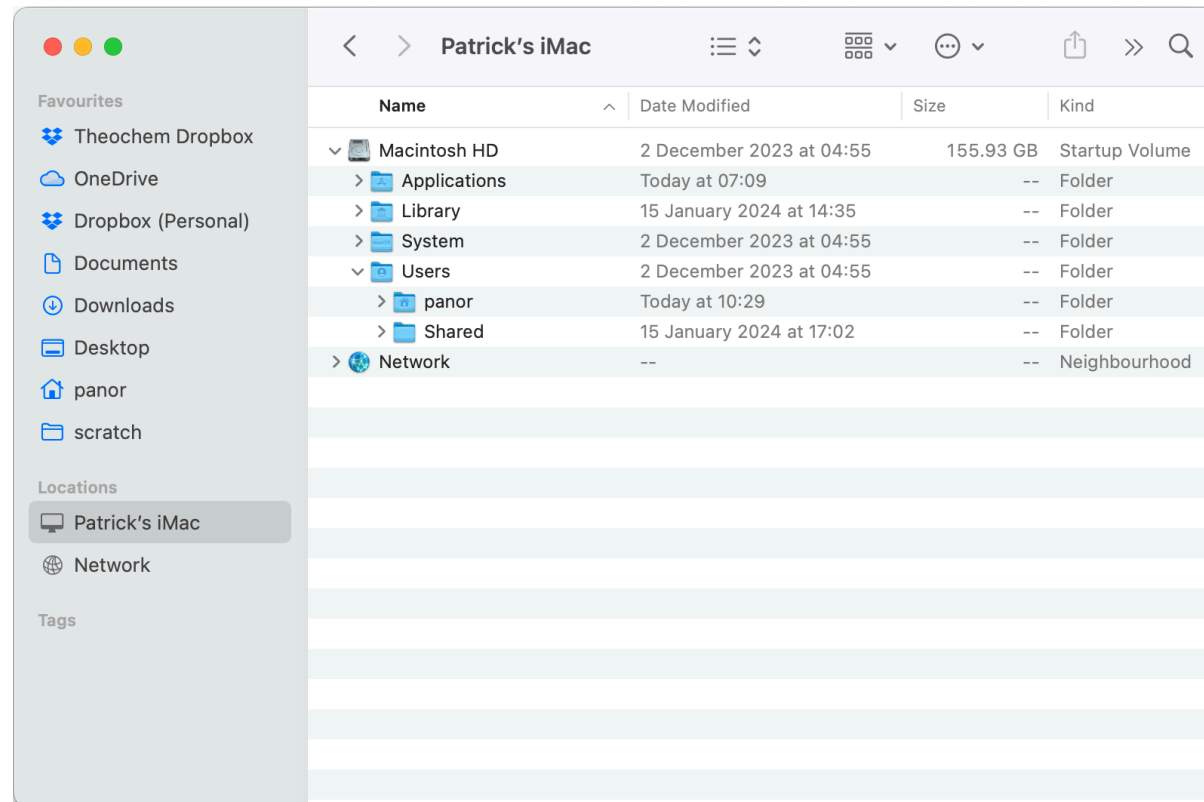 Patrick's iMac
Favourites
Theochem Dropbox
OneDrive
Dropbox (Personal)
Documents
Downloads
Desktop
panor
scratch
Locations
Patrick's iMac
Network
Tags
Name Date Modified Size Kind
Macintosh HD 2 December 2023 at 04:55 155.93 GB Startup Volume
Applications Today at 07:09 -- Folder
Library 15 January 2024 at 14:35 -- Folder
System 2 December 2023 at 04:55 -- Folder
Users 2 December 2023 at 04:55 -- Folder
panor Today at 10:29 -- Folder
Shared 15 January 2024 at 17:02 -- Folder
Network -- -- Neighbourhood